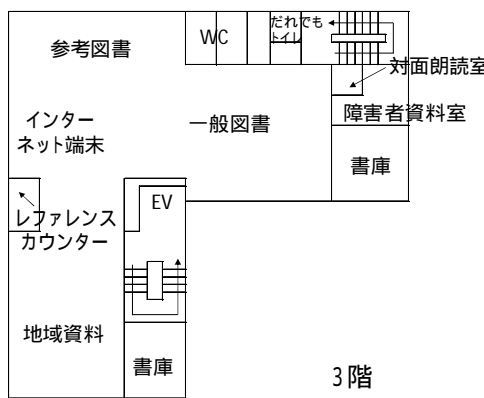 参考図書
WC
だれでも
トイレ
対面朗読室
障害者資料室
インター
ネット端末
一般図書
書庫
EV
レファレンス
カウンター
地域資料
書庫
3階